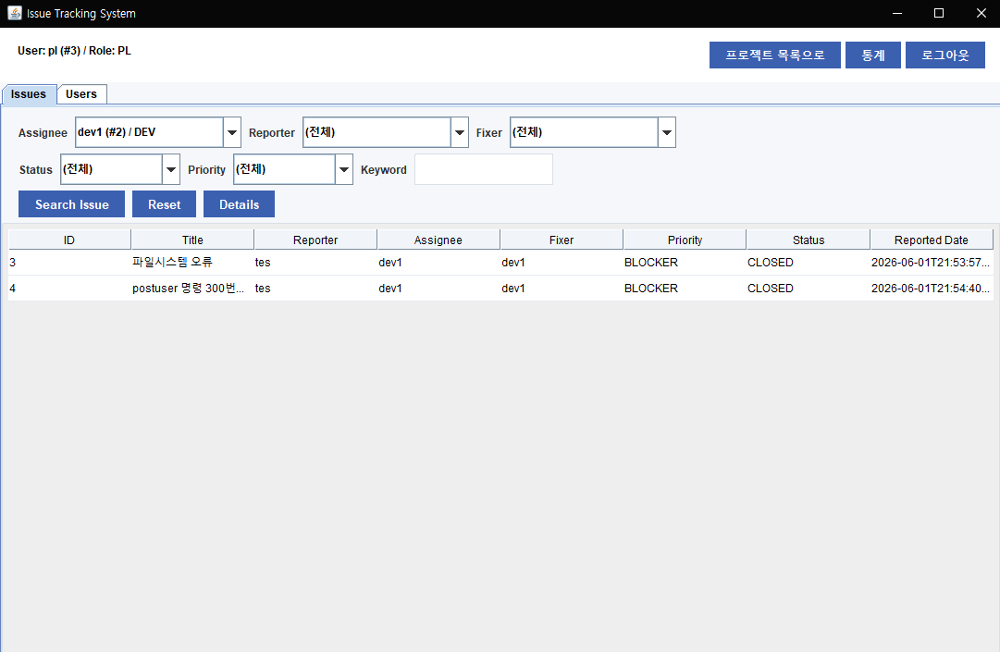 Issue Tracking System
User: pl (#3) / Role: PL
프로젝트 목록으로 통계 로그아웃
Issues Users
Assignee dev1 (#2) / DEV Reporter (전체) Fixer (전체)
Status (전체) Priority (전체) Keyword
Search Issue Reset Details
ID Title Reporter Assignee Fixer Priority Status Reported Date
3 파일시스템 오류 tes dev1 dev1 BLOCKER CLOSED 2026-06-01T21:53:57...
4 postuser 명령 300번... tes dev1 dev1 BLOCKER CLOSED 2026-06-01T21:54:40...